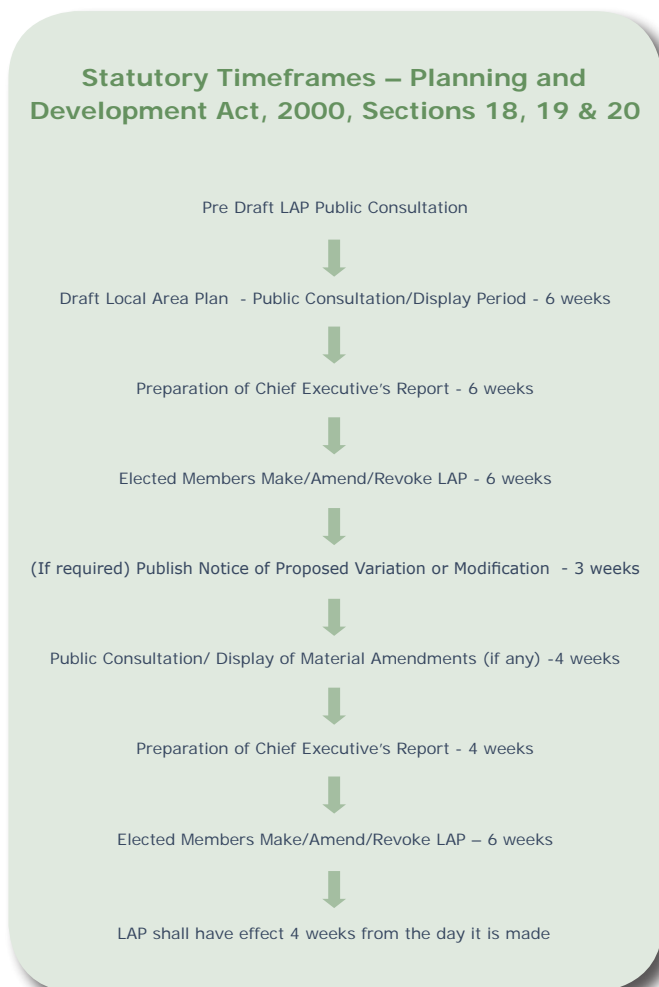 Statutory Timeframes – Planning and
Development Act, 2000, Sections 18, 19 & 20
Pre Draft LAP Public Consultation
Draft Local Area Plan  - Public Consultation/Display Period - 6 weeks
Preparation of Chief Executive's Report - 6 weeks
Elected Members Make/Amend/Revoke LAP - 6 weeks
(If required) Publish Notice of Proposed Variation or Modification  - 3 weeks
Public Consultation/ Display of Material Amendments (if any) -4 weeks
Preparation of Chief Executive's Report - 4 weeks
Elected Members Make/Amend/Revoke LAP – 6 weeks
LAP shall have effect 4 weeks from the day it is made